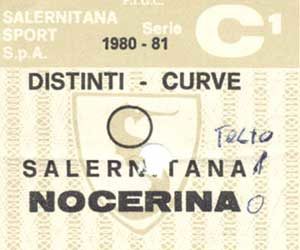 F.I.G.C.
SALERNITANA
SPORT
S.p.A.
Serie
C1
1980 - 81
DISTINTI - CURVE
SALERNITANA 1
NOCERINA 0